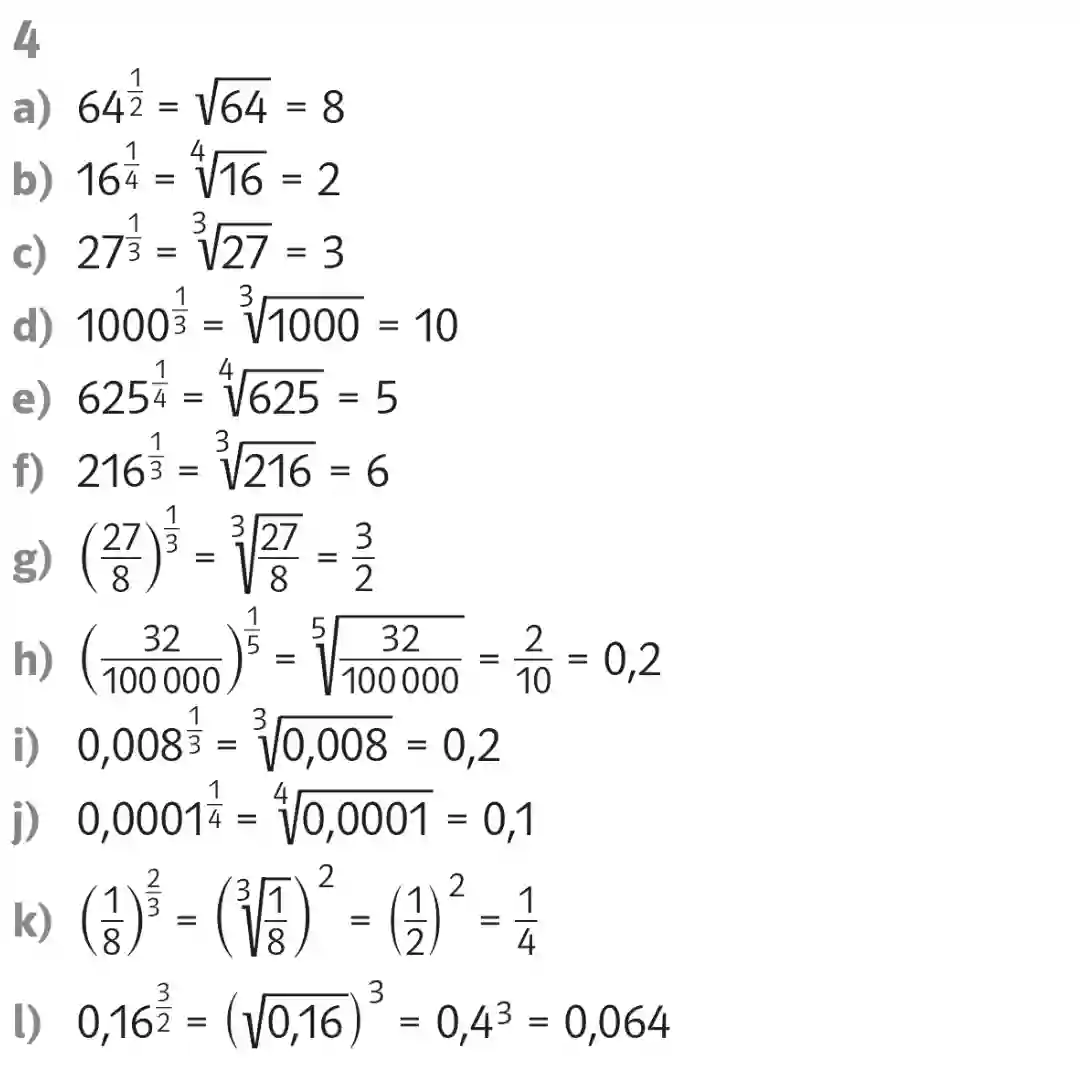 4
a) 64^(1/2) = √64 = 8
b) 16^(1/4) = ⁴√16 = 2
c) 27^(1/3) = ³√27 = 3
d) 1000^(1/3) = ³√1000 = 10
e) 625^(1/4) = ⁴√625 = 5
f) 216^(1/3) = ³√216 = 6
g) (27/8)^(1/3) = ³√(27/8) = 3/2
h) (32/100 000)^(1/5) = ⁵√(32/100 000) = 2/10 = 0,2
i) 0,008^(1/3) = ³√0,008 = 0,2
j) 0,0001^(1/4) = ⁴√0,0001 = 0,1
k) (1/8)^(2/3) = (³√(1/8))² = (1/2)² = 1/4
l) 0,16^(3/2) = (√0,16)³ = 0,4³ = 0,064